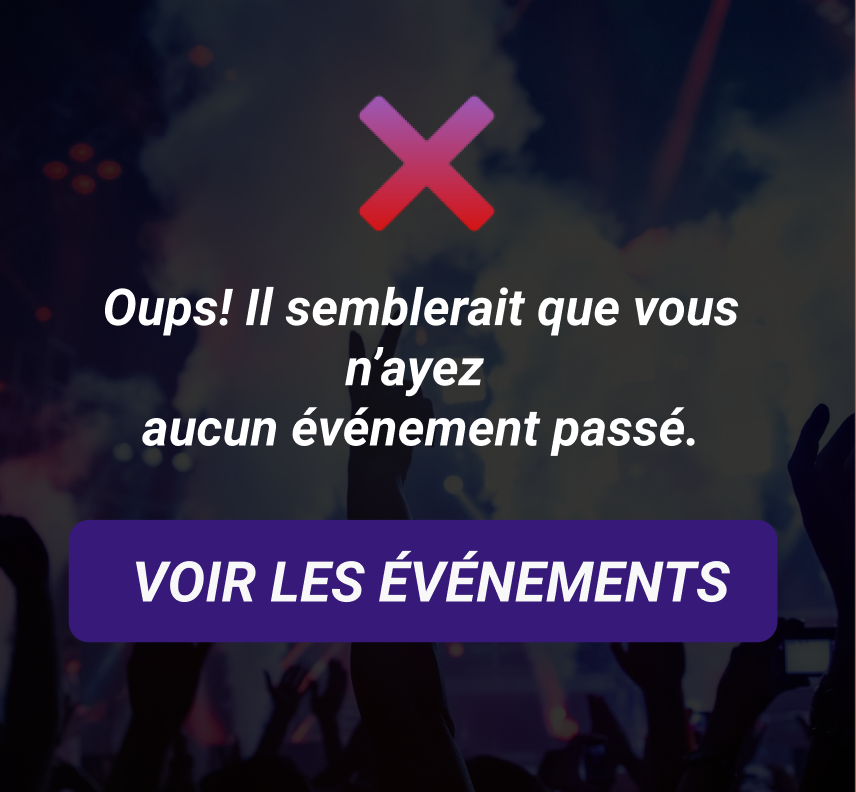 Oups! Il semblerait que vous
n’ayez
aucun événement passé.
VOIR LES ÉVÉNEMENTS